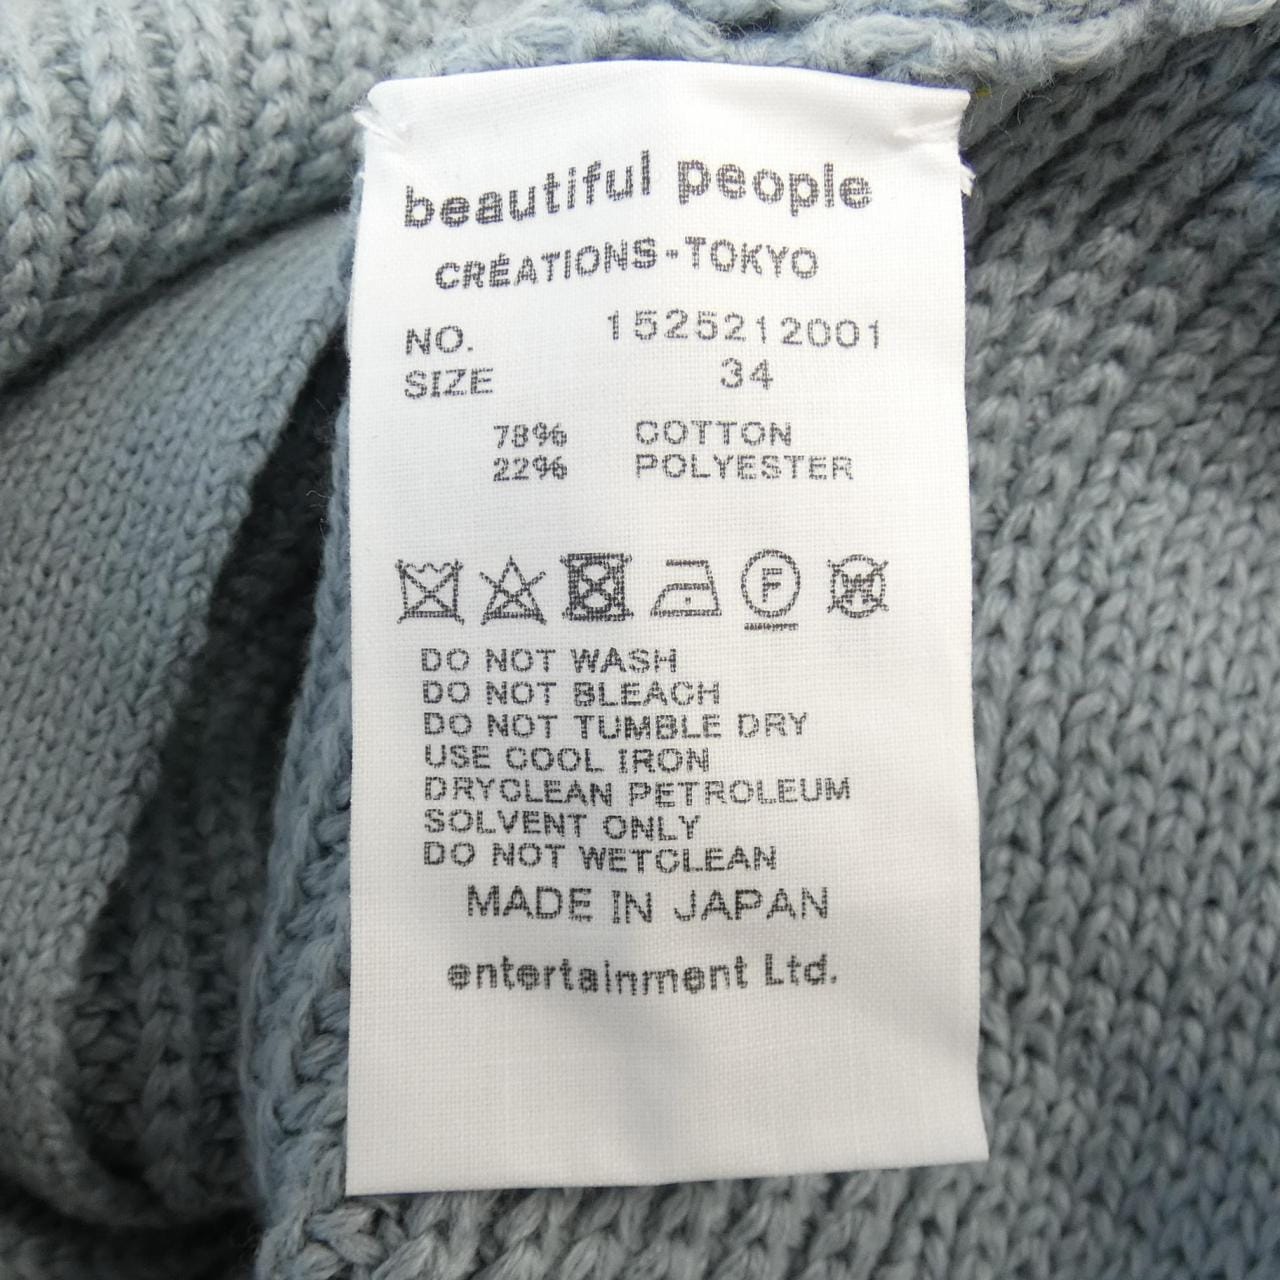 beautiful people
CRÉATIONS-TOKYO
NO. 1525212001
SIZE 34
78% COTTON
22% POLYESTER
F
W
DO NOT WASH
DO NOT BLEACH
DO NOT TUMBLE DRY
USE COOL IRON
DRYCLEAN PETROLEUM
SOLVENT ONLY
DO NOT WETCLEAN
MADE IN JAPAN
entertainment Ltd.